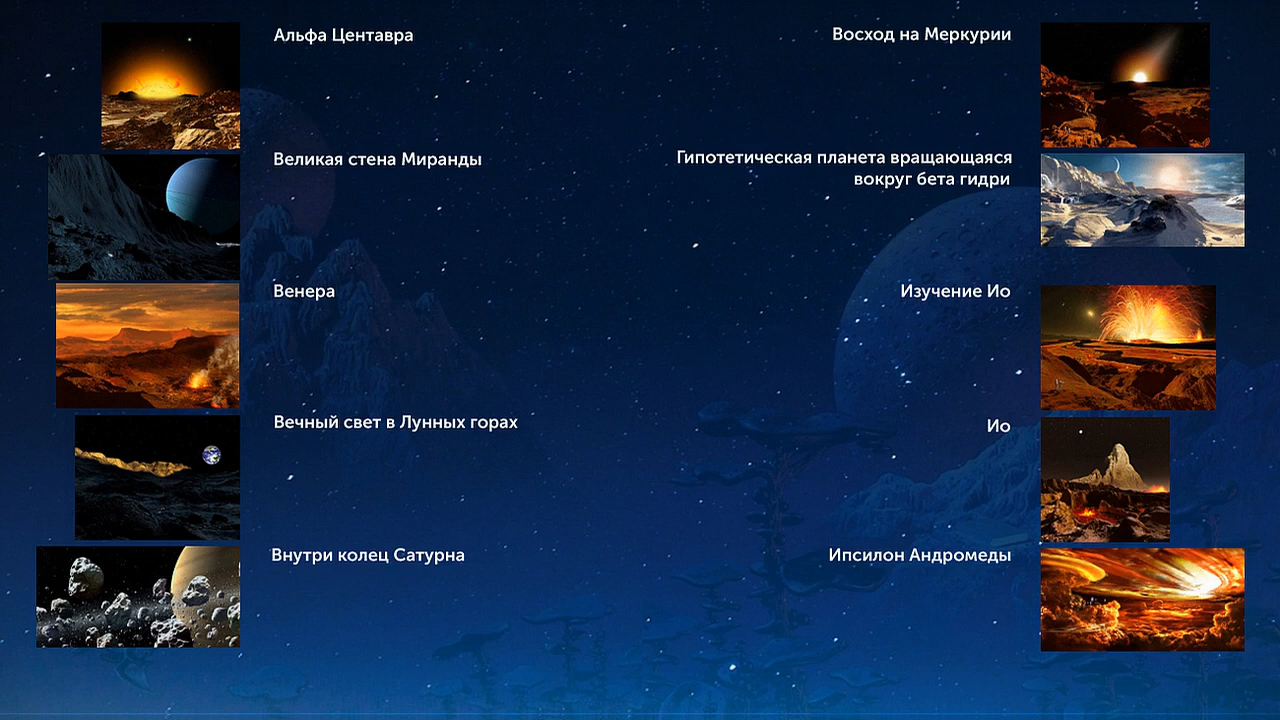 Альфа Центавра
Великая стена Миранды
Венера
Вечный свет в Лунных горах
Внутри колец Сатурна
Восход на Меркурии
Гипотетическая планета вращающаяся
вокруг бета гидри
Изучение Ио
Ио
Ипсилон Андромеды